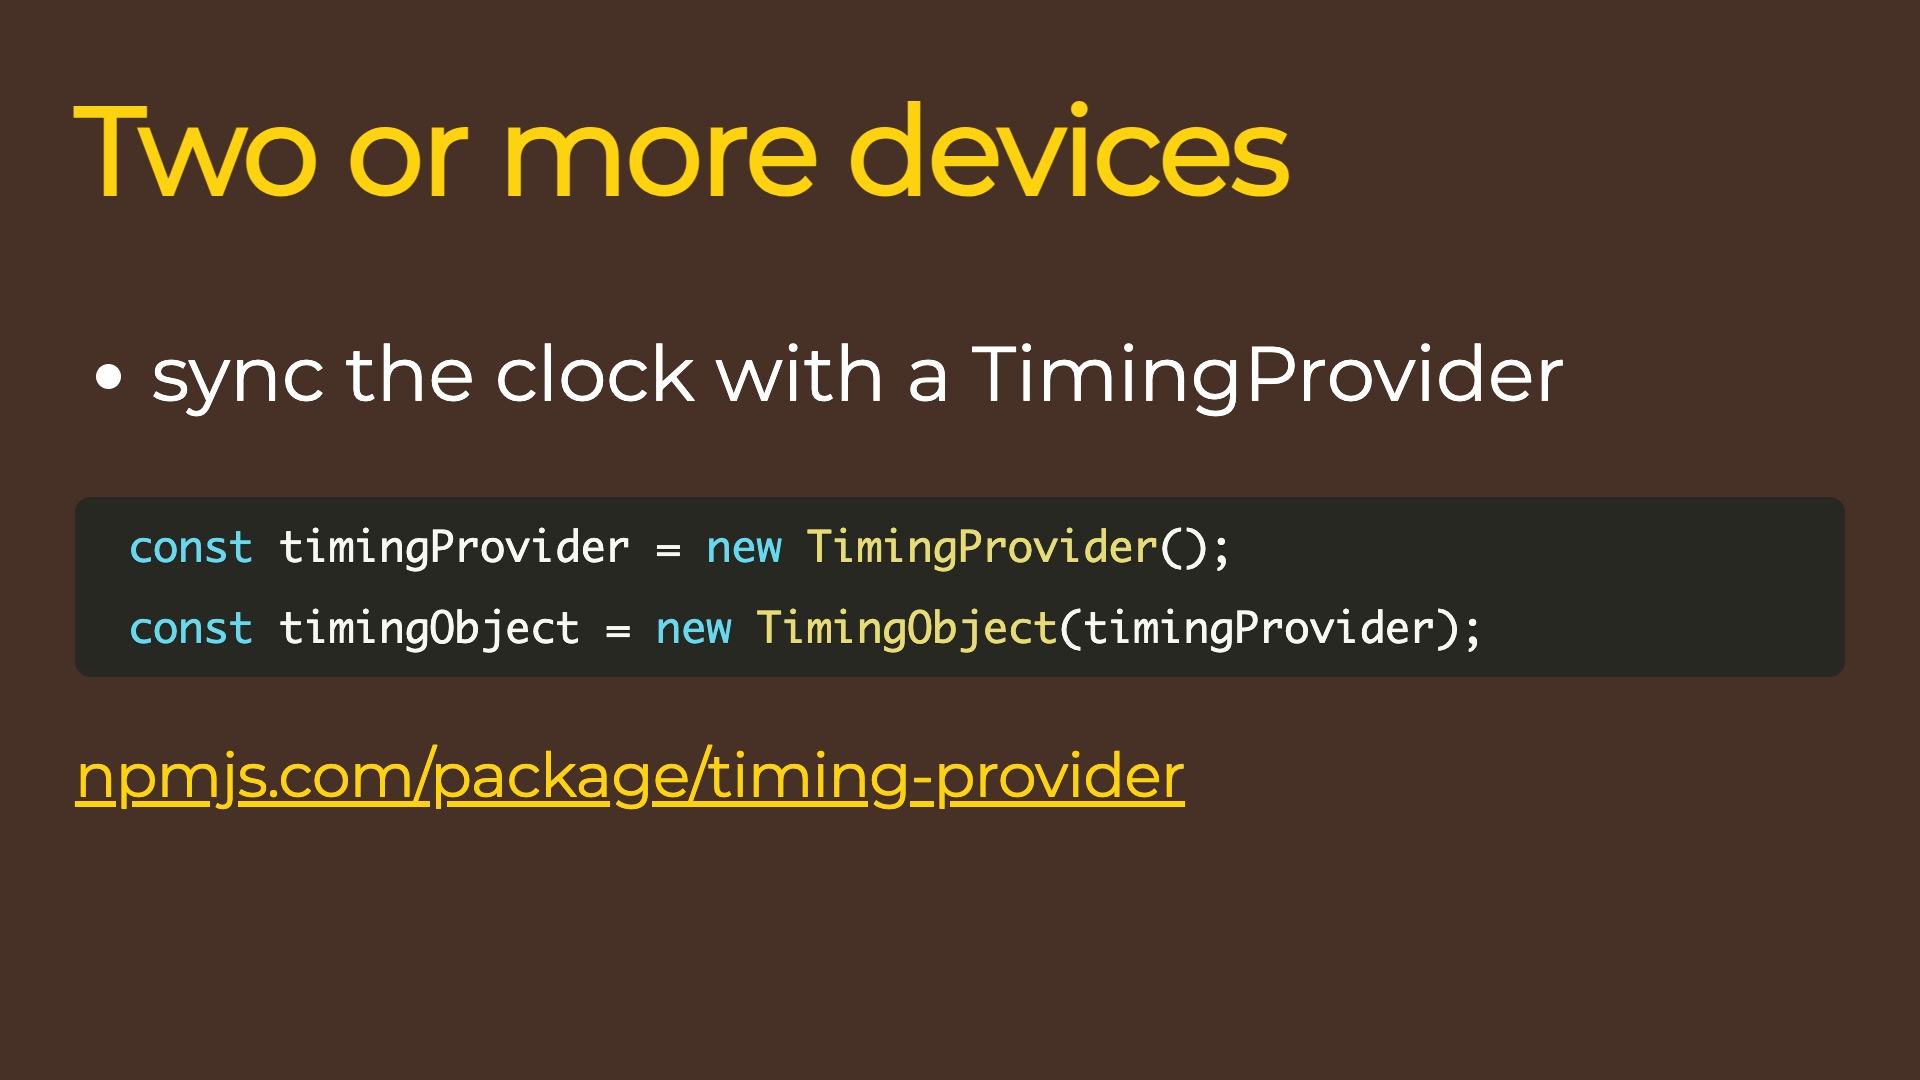 Two or more devices
• sync the clock with a TimingProvider
const timingProvider = new TimingProvider();
const timingObject = new TimingObject(timingProvider);
npmjs.com/package/timing-provider